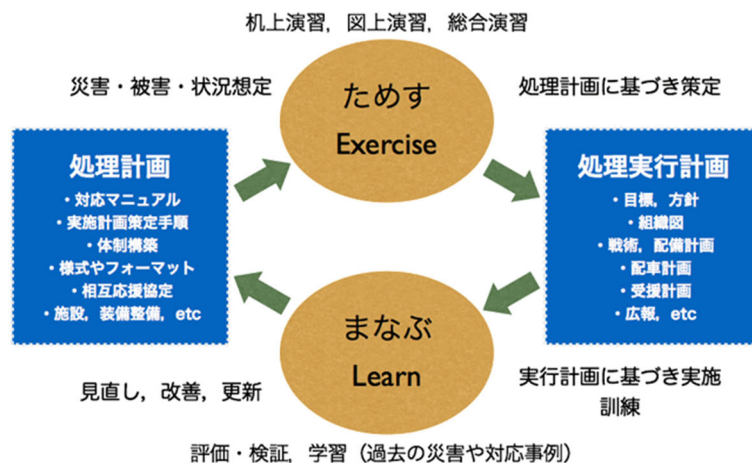 机上演習, 図上演習, 総合演習
災害・被害・状況想定
ためす
Exercise
処理計画に基づき策定
処理計画
・対応マニュアル
・実施計画策定手順
・体制構築
・様式やフォーマット
・相互応援協定
・施設, 装備整備, etc
処理実行計画
・目標, 方針
・組織図
・戦術, 配備計画
・配車計画
・受援計画
・広報, etc
まなぶ
Learn
見直し, 改善, 更新
実行計画に基づき実施
訓練
評価・検証, 学習（過去の災害や対応事例）